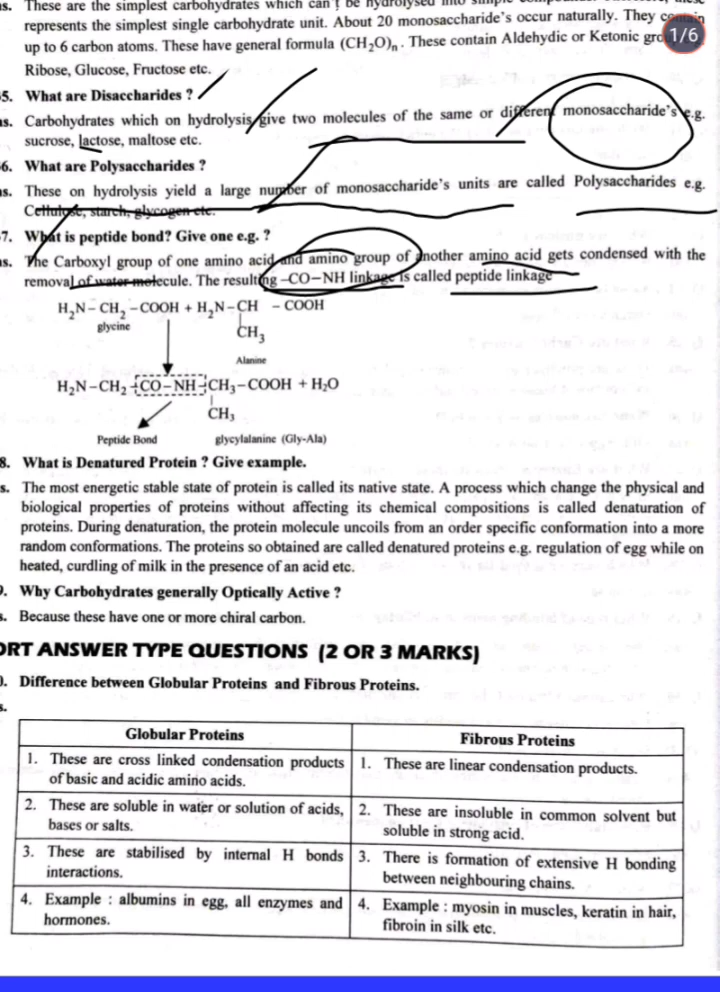 s. These are the simplest carbohydrates which can't be hydrolysed into simple
represents the simplest single carbohydrate unit. About 20 monosaccharide's occur naturally. They contain
up to 6 carbon atoms. These have general formula (CH₂O)ₙ. These contain Aldehydic or Ketonic
1/6
Ribose, Glucose, Fructose etc.
5. What are Disaccharides ?
s. Carbohydrates which on hydrolysis give two molecules of the same or different monosaccharide's e.g.
sucrose, lactose, maltose etc.
6. What are Polysaccharides ?
s. These on hydrolysis yield a large number of monosaccharide's units are called Polysaccharides e.g.
Cellulose, starch, glycogen etc.
7. What is peptide bond? Give one e.g. ?
s. The Carboxyl group of one amino acid and amino group of another amino acid gets condensed with the
removal of water molecule. The resulting –CO–NH linkage is called peptide linkage
H₂N– CH₂ –COOH + H₂N–CH – COOH
glycine CH₃
Alanine
H₂N–CH₂–CO–NH–CH₃–COOH + H₂O
CH₃
Peptide Bond glycylalanine (Gly-Ala)
8. What is Denatured Protein ? Give example.
s. The most energetic stable state of protein is called its native state. A process which change the physical and
biological properties of proteins without affecting its chemical compositions is called denaturation of
proteins. During denaturation, the protein molecule uncoils from an order specific conformation into a more
random conformations. The proteins so obtained are called denatured proteins e.g. regulation of egg while on
heated, curdling of milk in the presence of an acid etc.
9. Why Carbohydrates generally Optically Active ?
s. Because these have one or more chiral carbon.
ORT ANSWER TYPE QUESTIONS (2 OR 3 MARKS)
0. Difference between Globular Proteins and Fibrous Proteins.
s.
Globular Proteins Fibrous Proteins
1. These are cross linked condensation products 1. These are linear condensation products.
of basic and acidic amino acids.
2. These are soluble in water or solution of acids, 2. These are insoluble in common solvent but
bases or salts. soluble in strong acid.
3. These are stabilised by internal H bonds 3. There is formation of extensive H bonding
interactions. between neighbouring chains.
4. Example : albumins in egg, all enzymes and 4. Example : myosin in muscles, keratin in hair,
hormones. fibroin in silk etc.